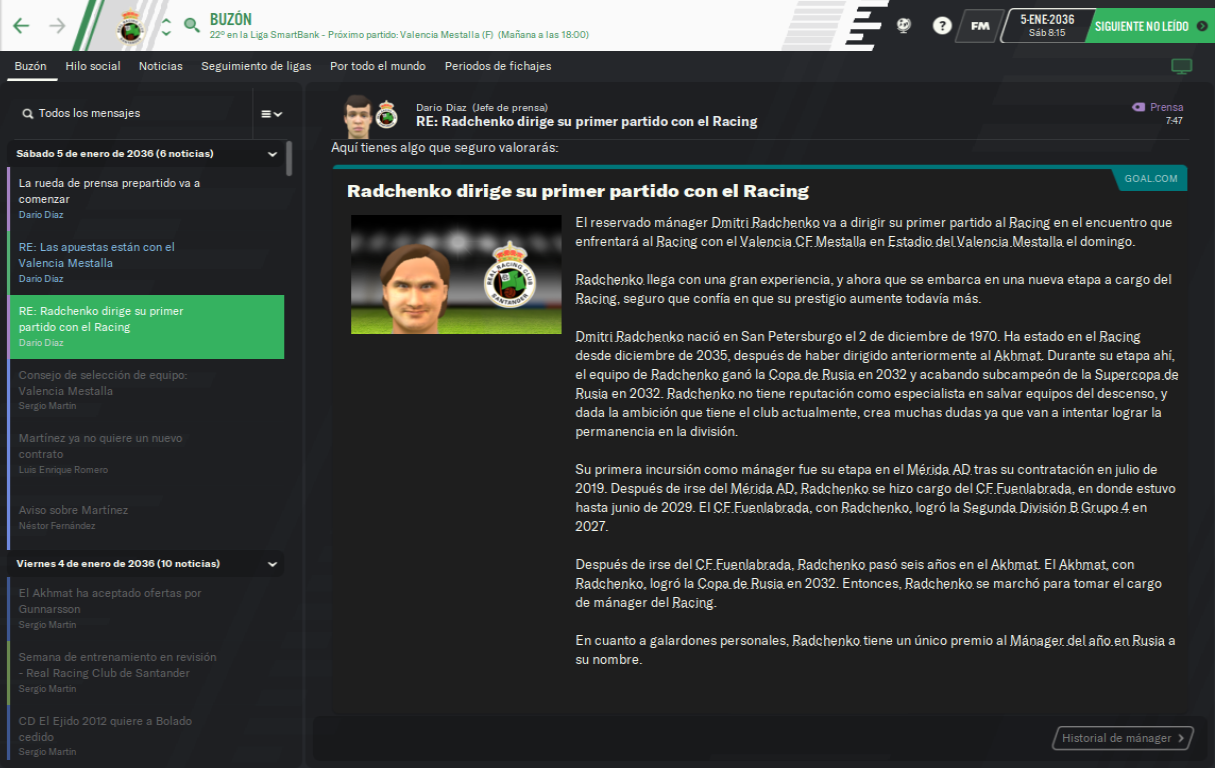 BUZÓN
22º en la Liga SmartBank - Próximo partido: Valencia Mestalla (F) (Mañana a las 18:00)
?
FM
5-ENE-2036
Sáb 8:15
SIGUIENTE NO LEÍDO
Buzón Hilo social Noticias Seguimiento de ligas Por todo el mundo Periodos de fichajes
Todos los mensajes
Sábado 5 de enero de 2036 (6 noticias)
La rueda de prensa prepartido va a
comenzar
Darío Díaz
RE: Las apuestas están con el
Valencia Mestalla
Darío Díaz
RE: Radchenko dirige su primer
partido con el Racing
Darío Díaz
Consejo de selección de equipo:
Valencia Mestalla
Sergio Martín
Martínez ya no quiere un nuevo
contrato
Luis Enrique Romero
Aviso sobre Martínez
Néstor Fernández
Viernes 4 de enero de 2036 (10 noticias)
El Akhmat ha aceptado ofertas por
Gunnarsson
Sergio Martín
Semana de entrenamiento en revisión
- Real Racing Club de Santander
Sergio Martín
CD El Ejido 2012 quiere a Bolado
cedido
Sergio Martín
Darío Díaz (Jefe de prensa)
RE: Radchenko dirige su primer partido con el Racing
Prensa
7:47
Aquí tienes algo que seguro valorarás:
GOAL.COM
Radchenko dirige su primer partido con el Racing
REAL RACING CLUB
SANTANDER
El reservado mánager Dmitri Radchenko va a dirigir su primer partido al Racing en el encuentro que
enfrentará al Racing con el Valencia CF Mestalla en Estadio del Valencia Mestalla el domingo.
Radchenko llega con una gran experiencia, y ahora que se embarca en una nueva etapa a cargo del
Racing, seguro que confía en que su prestigio aumente todavía más.
Dmitri Radchenko nació en San Petersburgo el 2 de diciembre de 1970. Ha estado en el Racing
desde diciembre de 2035, después de haber dirigido anteriormente al Akhmat. Durante su etapa ahí,
el equipo de Radchenko ganó la Copa de Rusia en 2032 y acabando subcampeón de la Supercopa de
Rusia en 2032. Radchenko no tiene reputación como especialista en salvar equipos del descenso, y
dada la ambición que tiene el club actualmente, crea muchas dudas ya que van a intentar lograr la
permanencia en la división.
Su primera incursión como mánager fue su etapa en el Mérida AD tras su contratación en julio de
2019. Después de irse del Mérida AD, Radchenko se hizo cargo del CF Fuenlabrada, en donde estuvo
hasta junio de 2029. El CF Fuenlabrada, con Radchenko, logró la Segunda División B Grupo 4 en
2027.
Después de irse del CF Fuenlabrada, Radchenko pasó seis años en el Akhmat. El Akhmat, con
Radchenko, logró la Copa de Rusia en 2032. Entonces, Radchenko se marchó para tomar el cargo
de mánager del Racing.
En cuanto a galardones personales, Radchenko tiene un único premio al Mánager del año en Rusia a
su nombre.
Historial de mánager